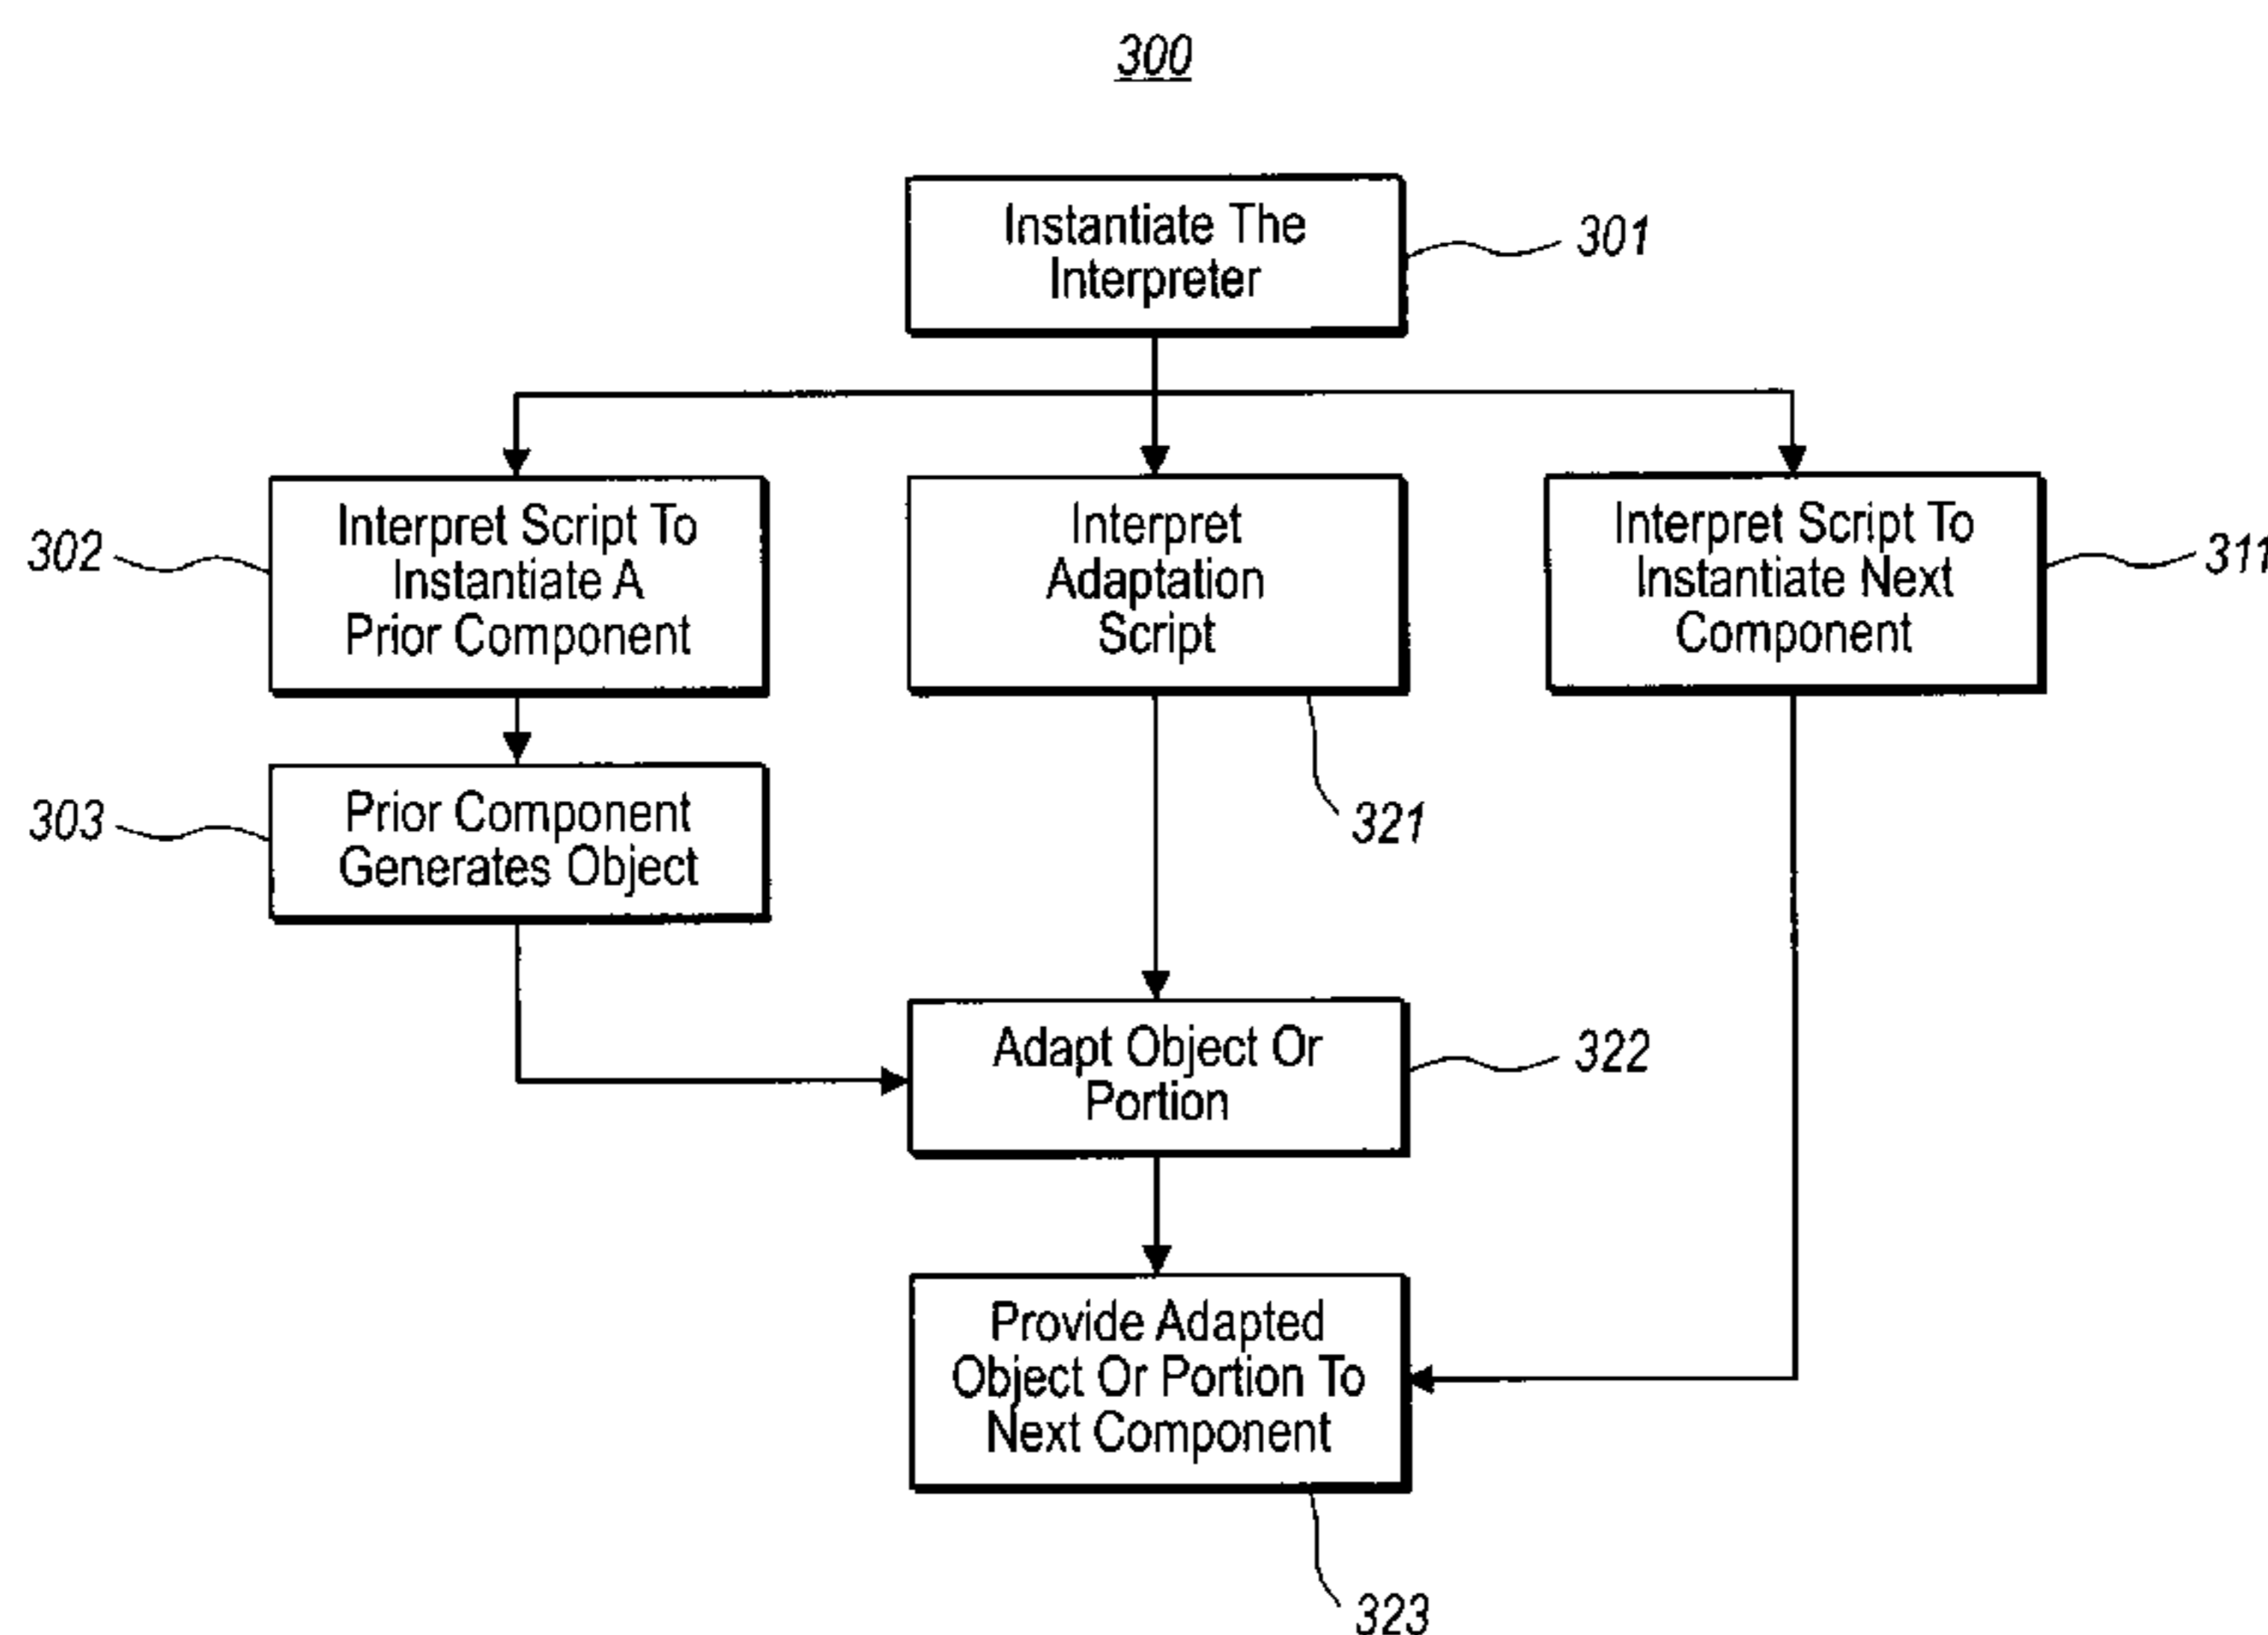 300
Instantiate The
Interpreter
301
302
Interpret Script To
Instantiate A
Prior Component
Interpret
Adaptation
Script
Interpret Script To
Instantiate Next
Component
311
303
Prior Component
Generates Object
321
Adapt Object Or
Portion
322
Provide Adapted
Object Or Portion To
Next Component
323